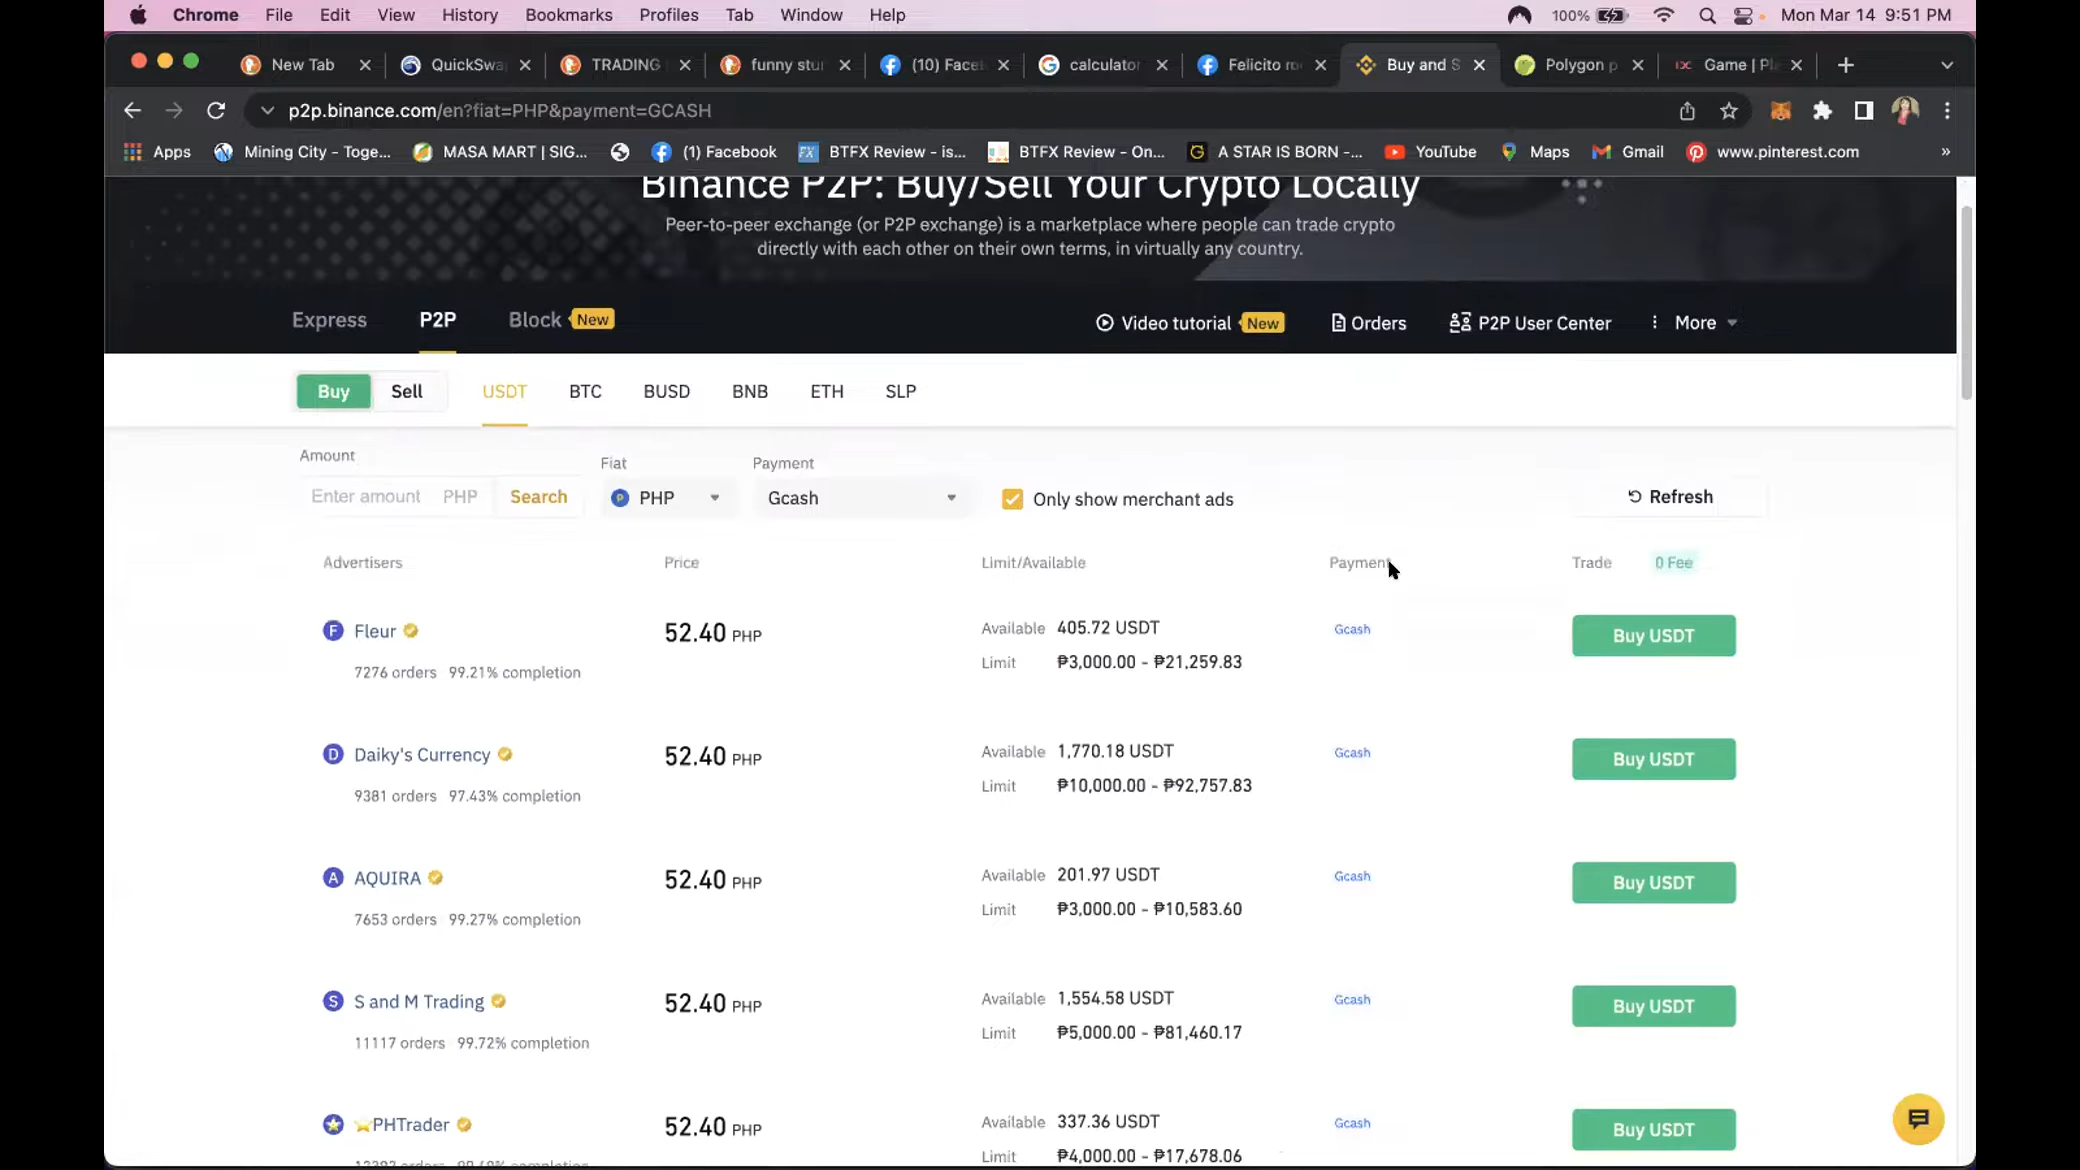 Chrome File Edit View History Bookmarks Profiles Tab Window Help 100% Mon Mar 14 9:51 PM
New Tab QuickSwa TRADING funny stu (10) Face calculator Felicito ro Buy and S Polygon p Game | Pl
p2p.binance.com/en?fiat=PHP&payment=GCASH
Apps Mining City - Toge... MASA MART | SIG... (1) Facebook BTFX Review - is... BTFX Review - On... A STAR IS BORN -... YouTube Maps Gmail www.pinterest.com »
Binance P2P: Buy/Sell Your Crypto Locally
Peer-to-peer exchange (or P2P exchange) is a marketplace where people can trade crypto
directly with each other on their own terms, in virtually any country.
Express P2P Block New Video tutorial New Orders P2P User Center More
Buy Sell USDT BTC BUSD BNB ETH SLP
Amount Fiat Payment
Enter amount PHP Search PHP Gcash Only show merchant ads Refresh
Advertisers Price Limit/Available Payment Trade 0 Fee
F Fleur 52.40 PHP Available 405.72 USDT Gcash Buy USDT
7276 orders 99.21% completion Limit ₱3,000.00 - ₱21,259.83
D Daiky's Currency 52.40 PHP Available 1,770.18 USDT Gcash Buy USDT
9381 orders 97.43% completion Limit ₱10,000.00 - ₱92,757.83
A AQUIRA 52.40 PHP Available 201.97 USDT Gcash Buy USDT
7653 orders 99.27% completion Limit ₱3,000.00 - ₱10,583.60
S S and M Trading 52.40 PHP Available 1,554.58 USDT Gcash Buy USDT
11117 orders 99.72% completion Limit ₱5,000.00 - ₱81,460.17
⭐PHTrader 52.40 PHP Available 337.36 USDT Gcash Buy USDT
orders completion Limit ₱4,000.00 - ₱17,678.06